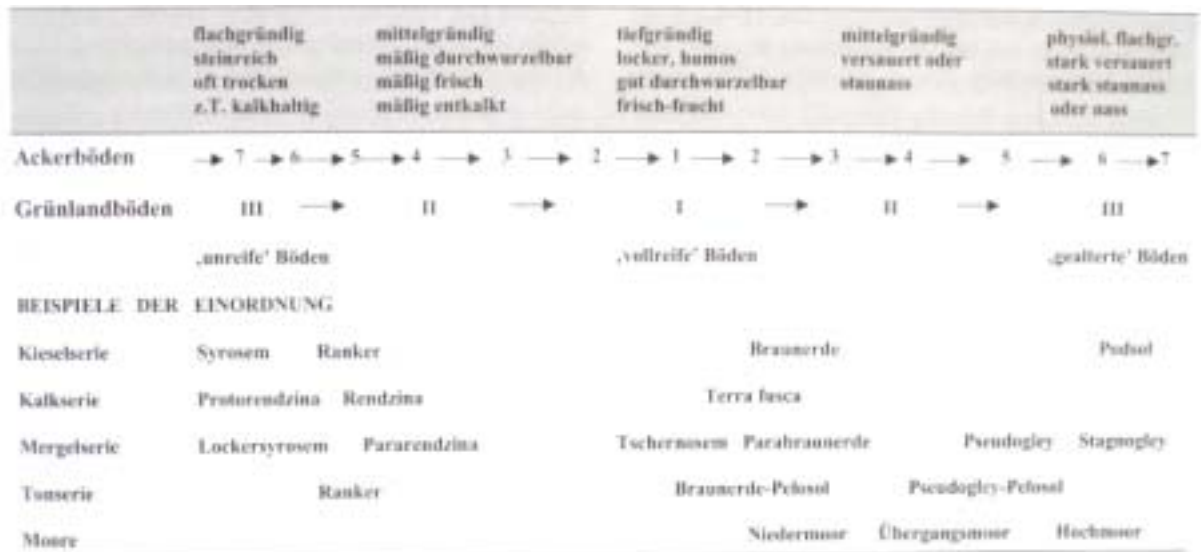 flachgründig mittelgründig tiefgründig mittelgründig physiol. flachgr.
steinreich mäßig durchwurzelbar locker, humos versauert oder stark versauert
oft trocken mäßig frisch gut durchwurzelbar staunass stark staunass
z.T. kalkhaltig mäßig entkalkt frisch-feucht oder nass
Ackerböden 7 6 5 4 3 2 1 2 3 4 5 6 7
Grünlandböden III II I II III
‚unreife' Böden ‚vollreife' Böden ‚gealterte' Böden
BEISPIELE DER EINORDNUNG
Kieselserie Syrosem Ranker Braunerde Podsol
Kalkserie Protorendzina Rendzina Terra fusca
Mergelserie Lockersyrosem Pararendzina Tschernosem Parabraunerde Pseudogley Stagnogley
Tonserie Ranker Braunerde-Pelosol Pseudogley-Pelosol
Moore Niedermoor Übergangsmoor Hochmoor